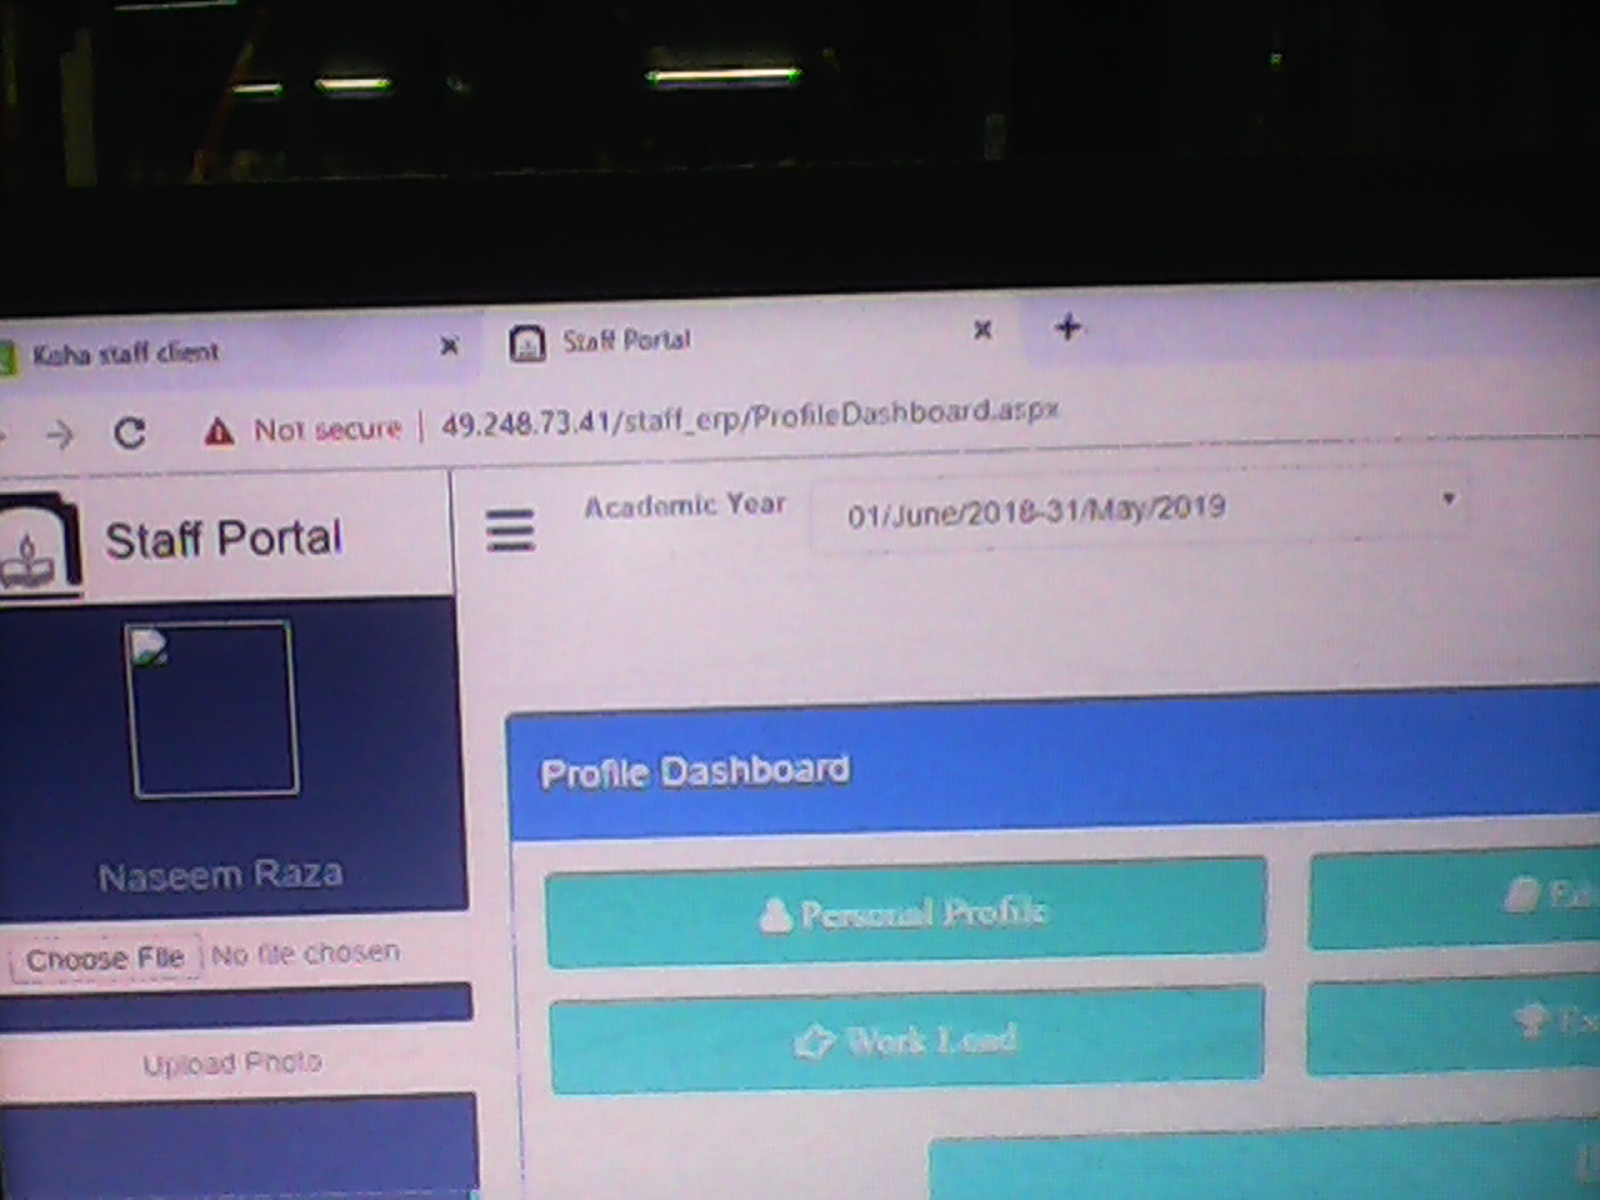 Koha staff client
Staff Portal
Not secure | 49.248.73.41/staff_erp/ProfileDashboard.aspx
Staff Portal
Academic Year
01/June/2018-31/May/2019
Profile Dashboard
Naseem Raza
Personal Profile
Choose File No file chosen
Work Load
Upload Photo